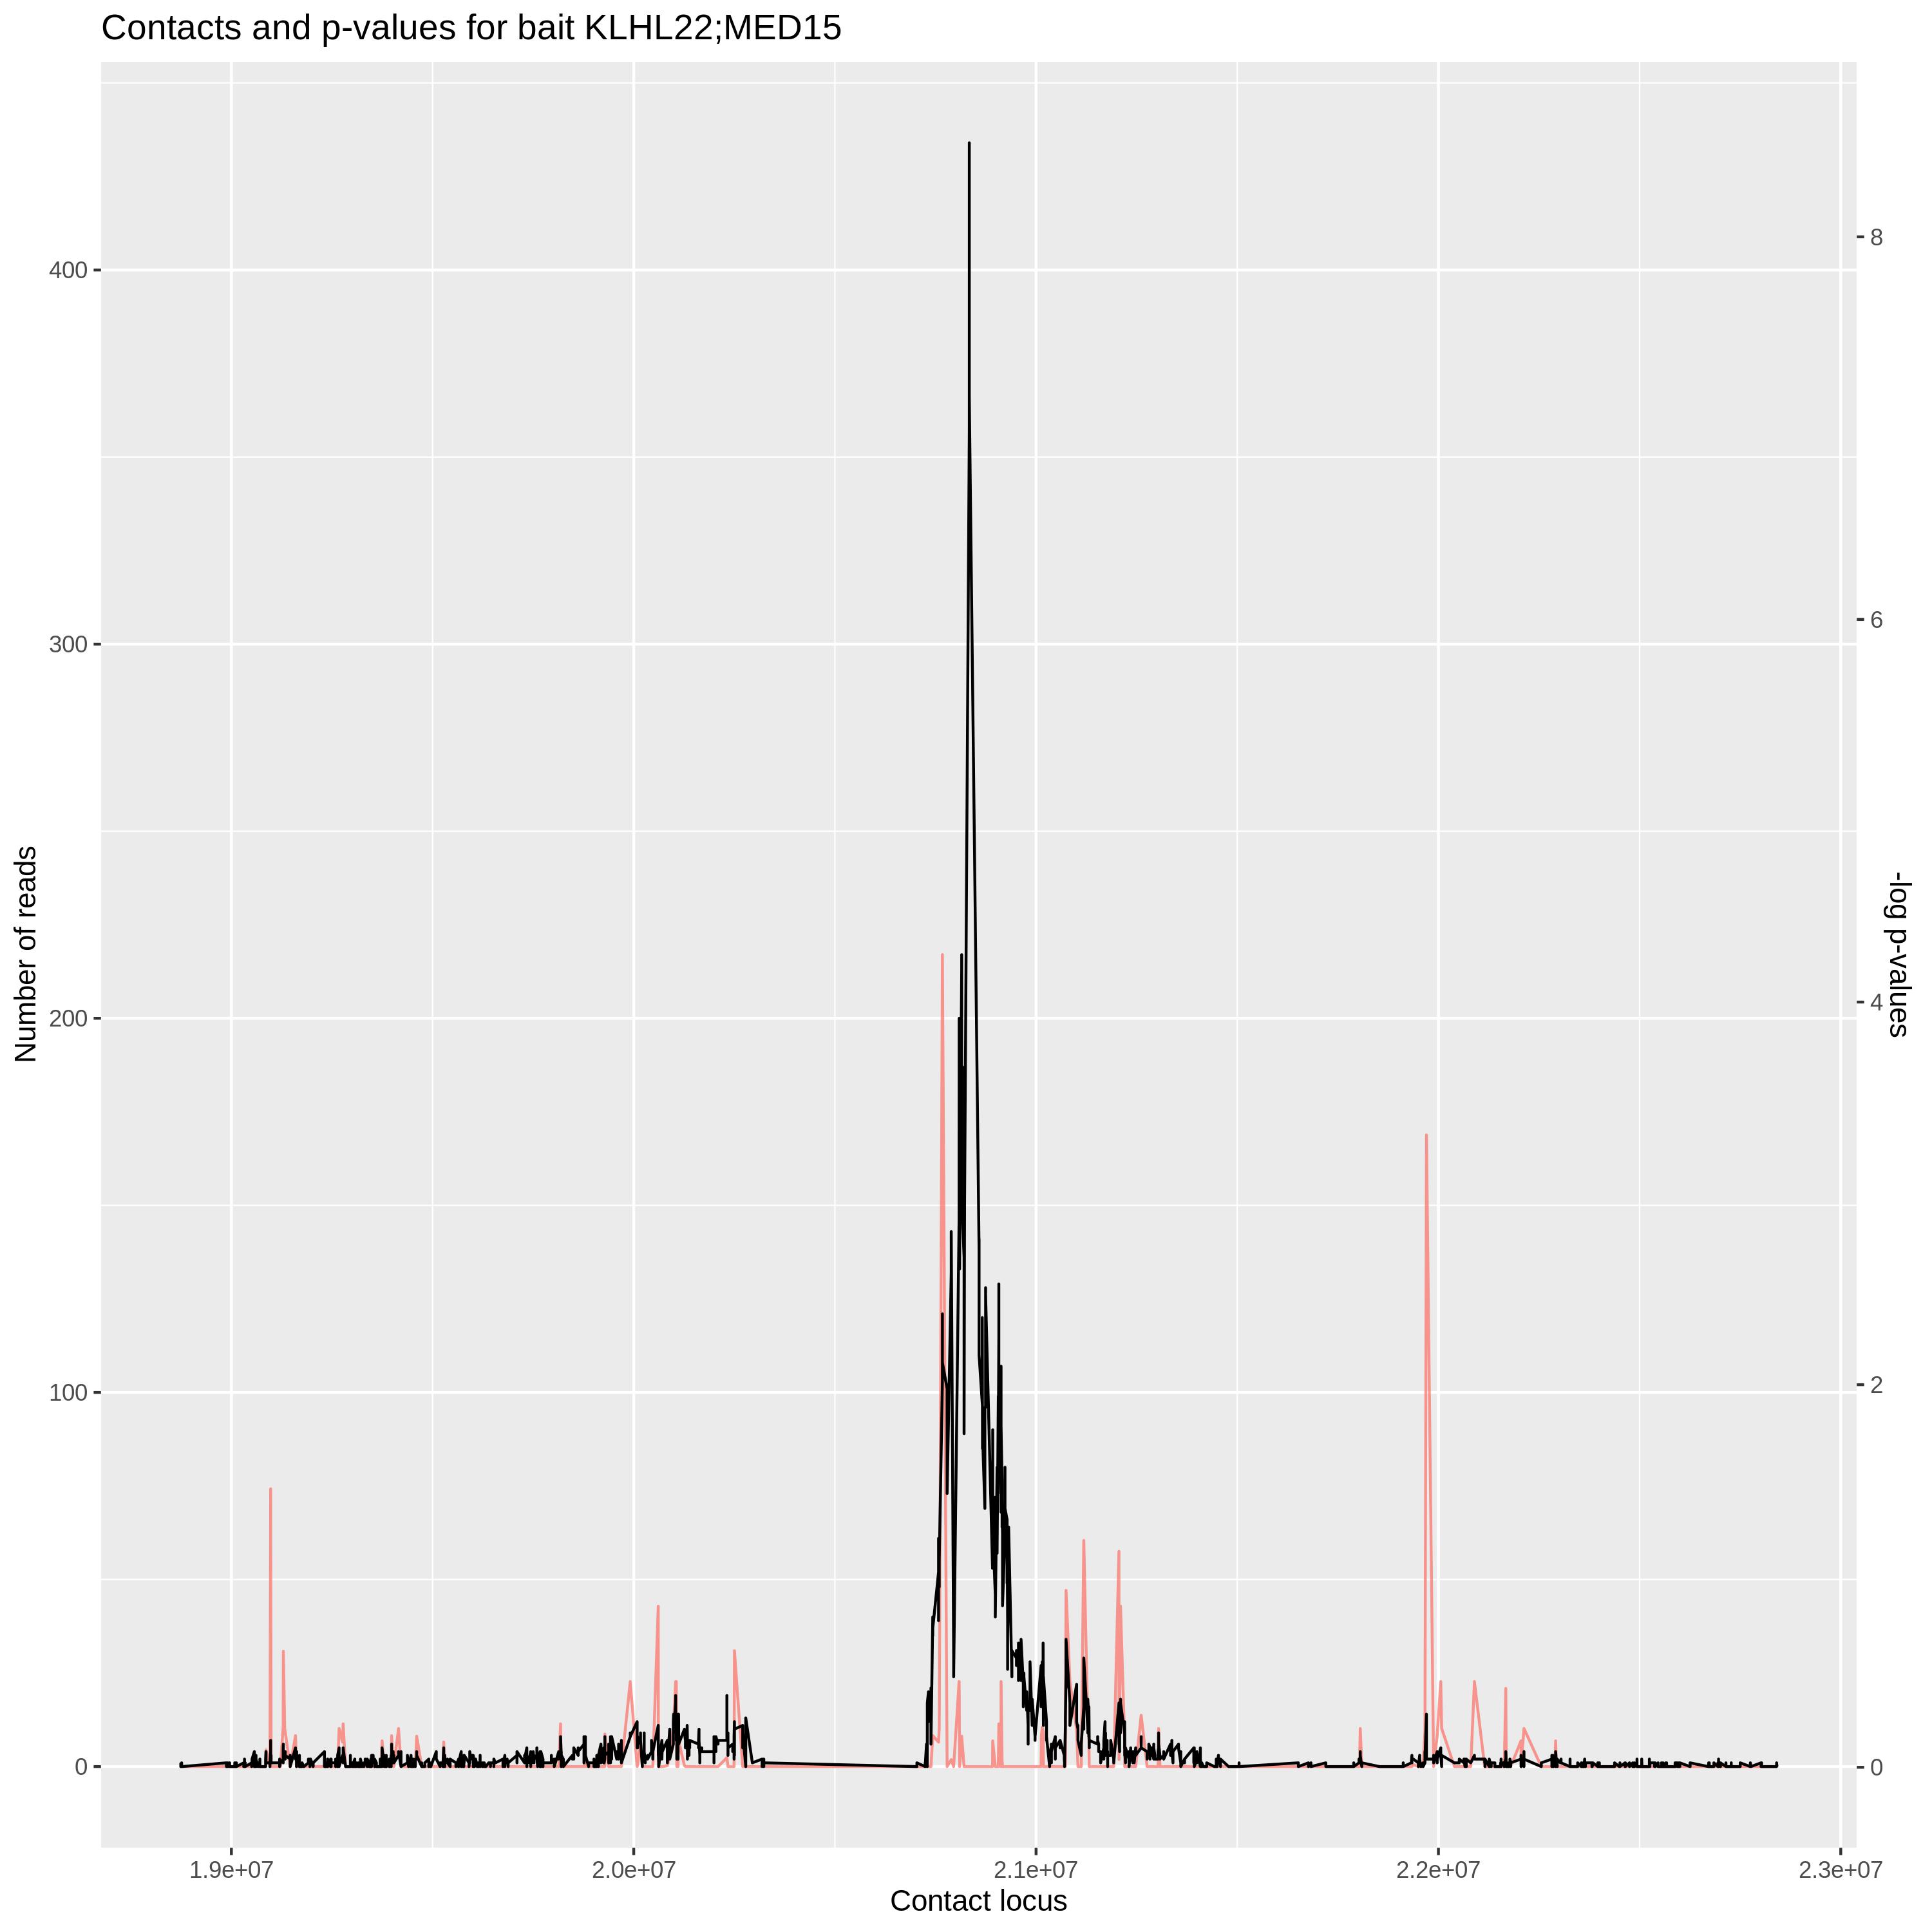 Contacts and p-values for bait KLHL22;MED15
Number of reads
400
300
200
100
0
8
6
4
2
0
-log p-values
1.9e+07
2.0e+07
2.1e+07
2.2e+07
2.3e+07
Contact locus